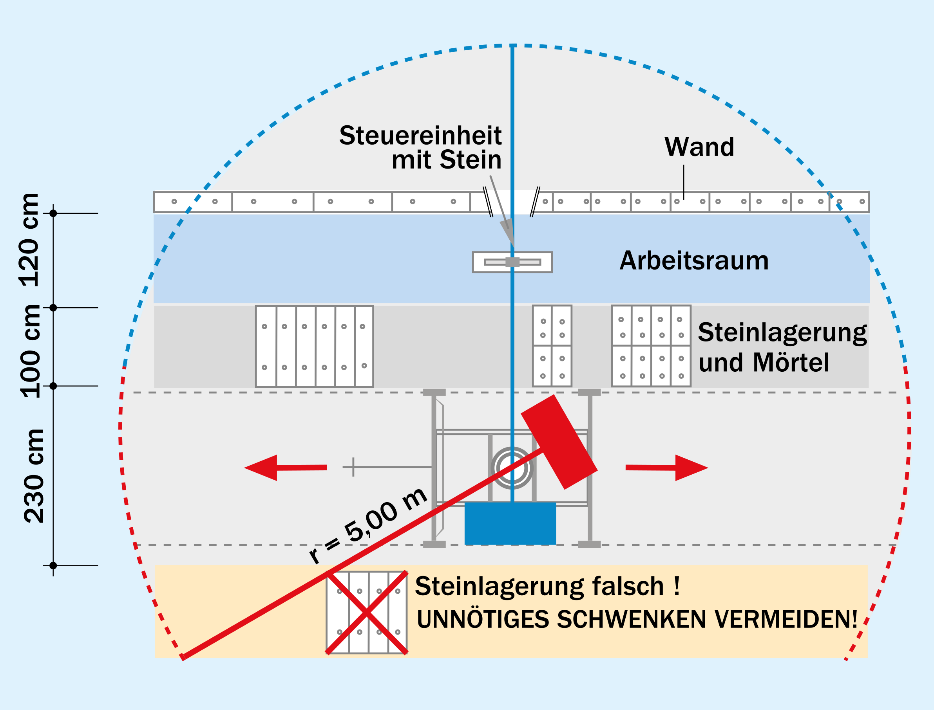 Steuereinheit
mit Stein
Wand
120 cm
Arbeitsraum
100 cm
Steinlagerung
und Mörtel
230 cm
r = 5,00 m
Steinlagerung falsch !
UNNÖTIGES SCHWENKEN VERMEIDEN!